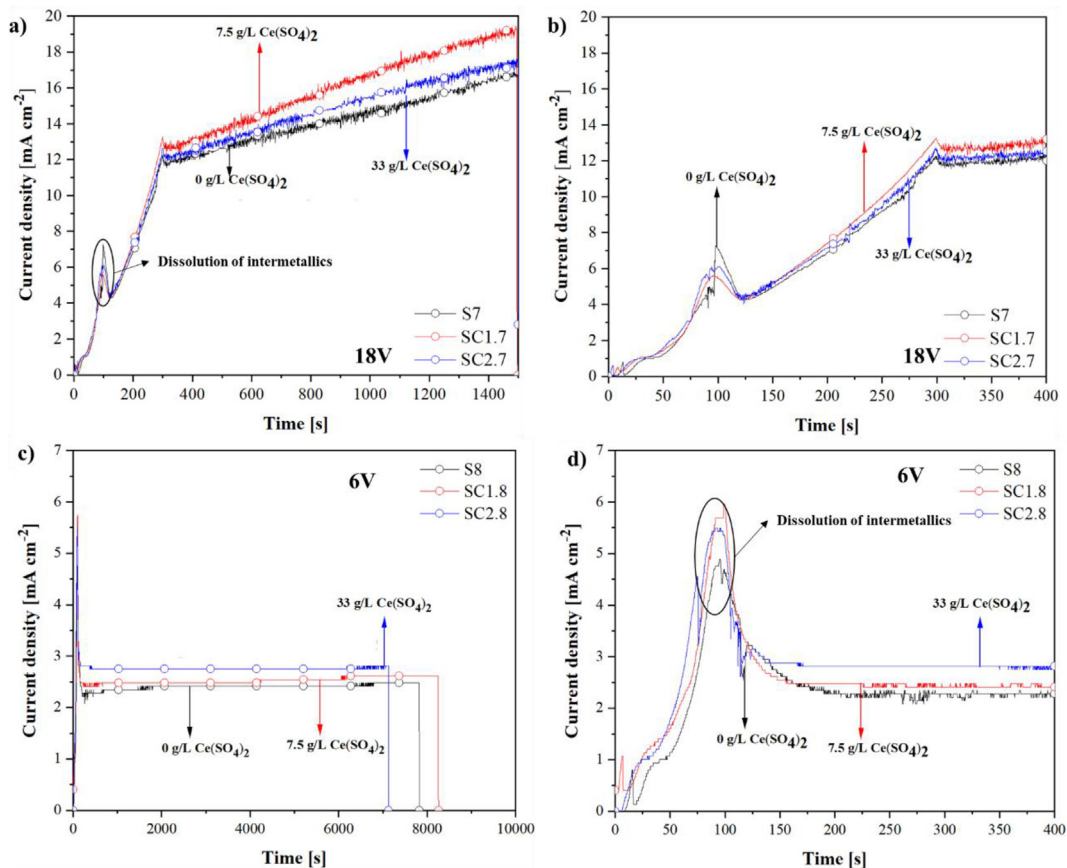 a)
Current density [mA cm-2]
20
18
16
14
12
10
8
6
4
2
0
7.5 g/L Ce(SO4)2
0 g/L Ce(SO4)2
33 g/L Ce(SO4)2
Dissolution of intermetallics
S7
SC1.7
SC2.7
18V
0 200 400 600 800 1000 1200 1400
Time [s]
b)
Current density [mA cm-2]
20
18
16
14
12
10
8
6
4
2
0
7.5 g/L Ce(SO4)2
0 g/L Ce(SO4)2
33 g/L Ce(SO4)2
S7
SC1.7
SC2.7
18V
0 50 100 150 200 250 300 350 400
Time [s]
c)
Current density [mA cm-2]
7
6
5
4
3
2
1
0
6V
S8
SC1.8
SC2.8
33 g/L Ce(SO4)2
0 g/L Ce(SO4)2
7.5 g/L Ce(SO4)2
0 2000 4000 6000 8000 10000
Time [s]
d)
Current density [mA cm-2]
7
6
5
4
3
2
1
0
6V
S8
SC1.8
SC2.8
Dissolution of intermetallics
33 g/L Ce(SO4)2
0 g/L Ce(SO4)2
7.5 g/L Ce(SO4)2
0 50 100 150 200 250 300 350 400
Time [s]